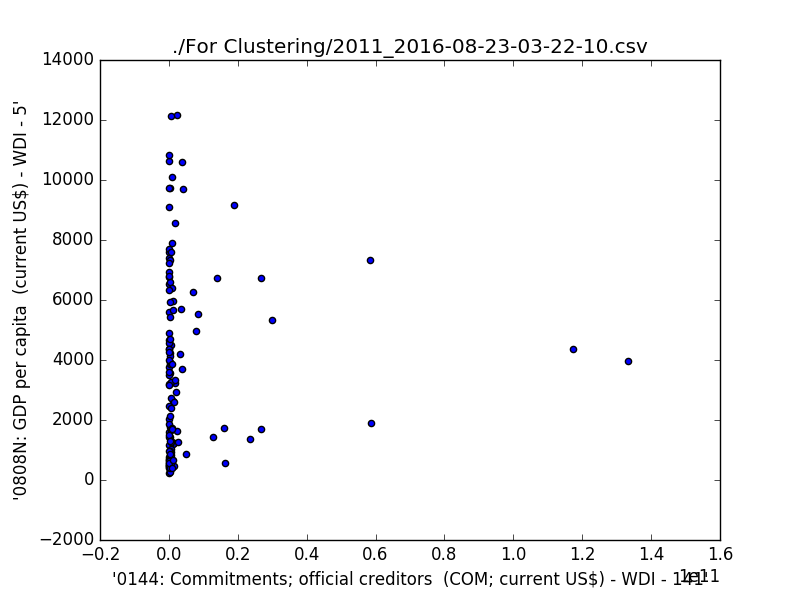 ./For Clustering/2011_2016-08-23-03-22-10.csv
14000
12000
10000
8000
6000
4000
2000
0
−2000
'0808N: GDP per capita  (current US$) - WDI - 5'
−0.2 0.0 0.2 0.4 0.6 0.8 1.0 1.2 1.4 1.6
1e11
'0144: Commitments; official creditors  (COM; current US$) - WDI - 141'